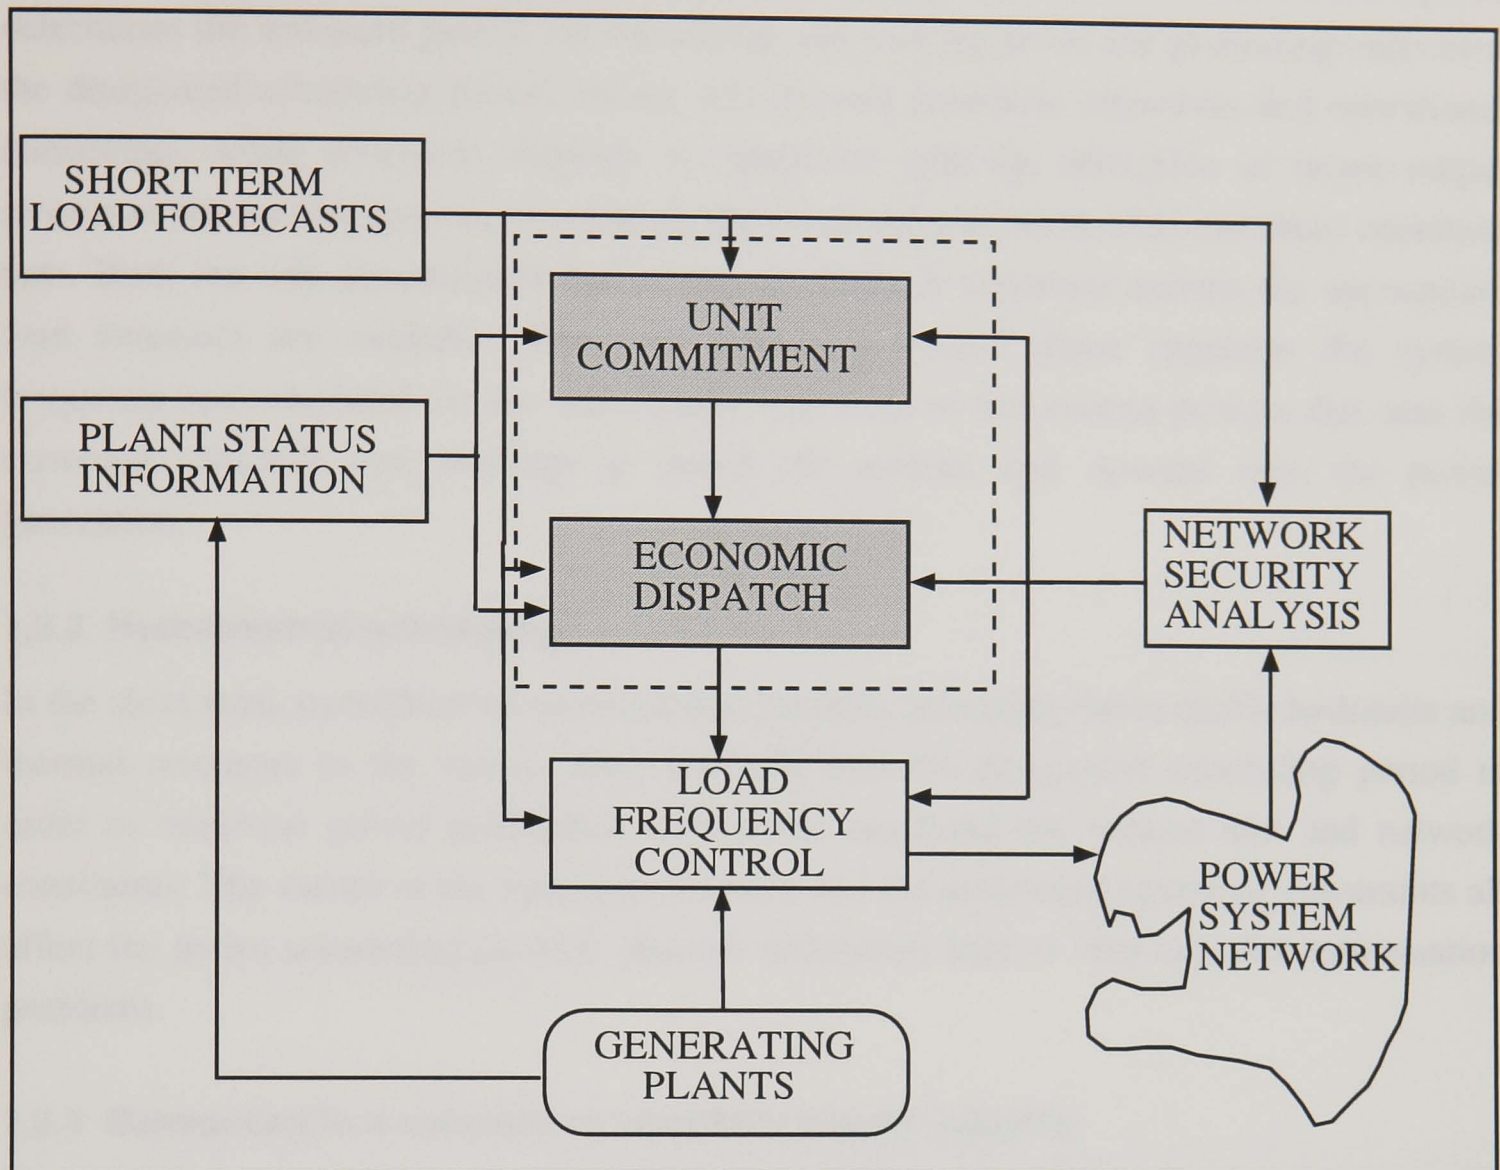 SHORT TERM
LOAD FORECASTS
UNIT
COMMITMENT
PLANT STATUS
INFORMATION
ECONOMIC
DISPATCH
NETWORK
SECURITY
ANALYSIS
LOAD
FREQUENCY
CONTROL
POWER
SYSTEM
NETWORK
GENERATING
PLANTS